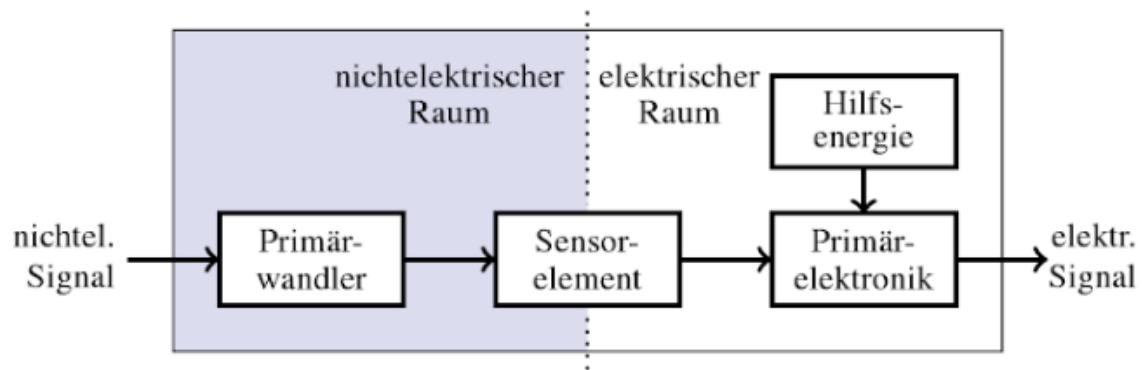 nichtelektrischer
Raum
elektrischer
Raum
Hilfs-
energie
nichtel.
Signal
Primär-
wandler
Sensor-
element
Primär-
elektronik
elektr.
Signal